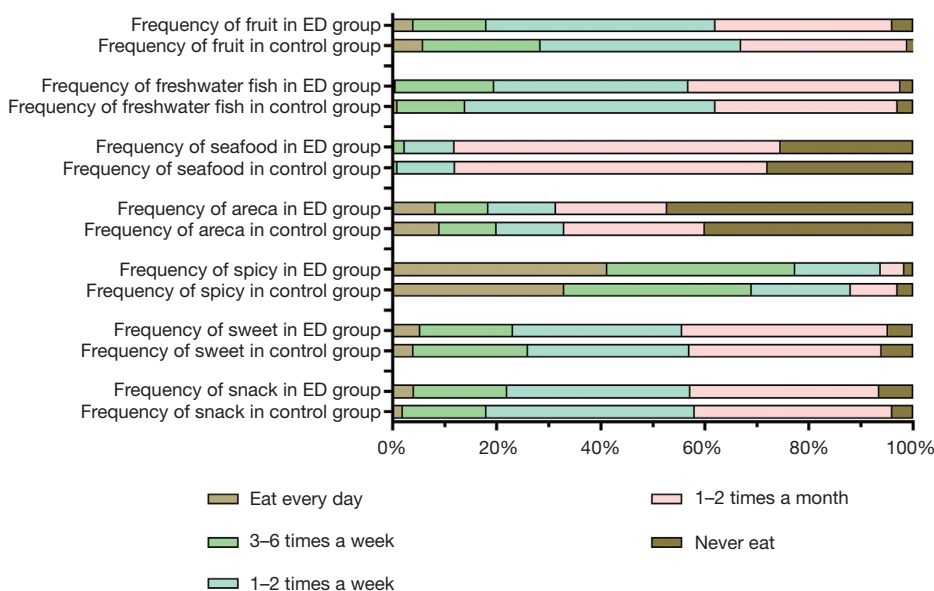 Frequency of fruit in ED group
Frequency of fruit in control group
Frequency of freshwater fish in ED group
Frequency of freshwater fish in control group
Frequency of seafood in ED group
Frequency of seafood in control group
Frequency of areca in ED group
Frequency of areca in control group
Frequency of spicy in ED group
Frequency of spicy in control group
Frequency of sweet in ED group
Frequency of sweet in control group
Frequency of snack in ED group
Frequency of snack in control group
0% 20% 40% 60% 80% 100%
Eat every day
3–6 times a week
1–2 times a week
1–2 times a month
Never eat